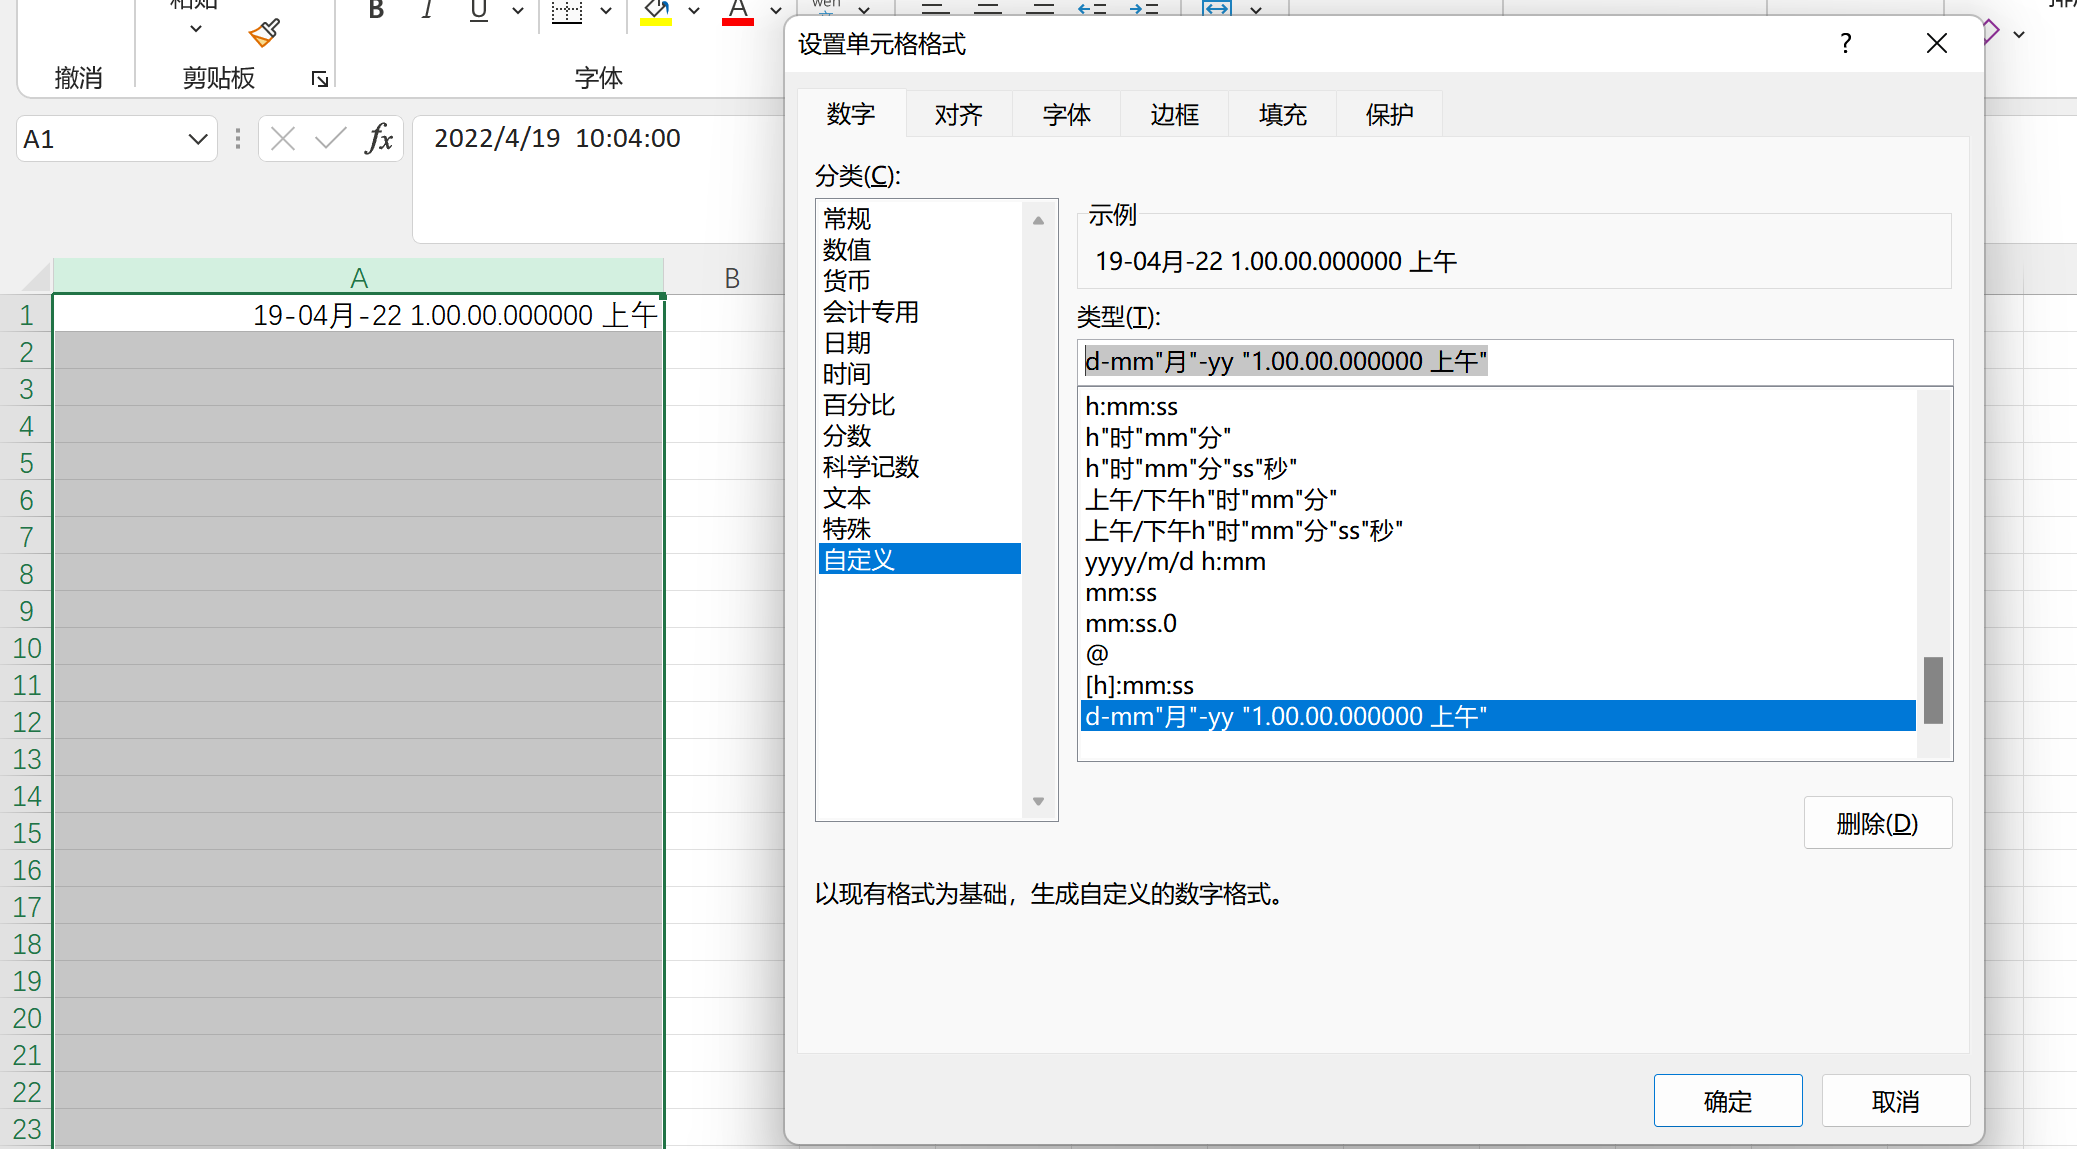 粘贴
B I U A wén 文
撤消 剪贴板 字体
A1 fx 2022/4/19 10:04:00
A B
1 19-04月-22 1.00.00.000000 上午
2
3
4
5
6
7
8
9
10
11
12
13
14
15
16
17
18
19
20
21
22
23
设置单元格格式 ?
数字 对齐 字体 边框 填充 保护
分类(C):
常规
数值
货币
会计专用
日期
时间
百分比
分数
科学记数
文本
特殊
自定义
示例
19-04月-22 1.00.00.000000 上午
类型(T):
d-mm"月"-yy "1.00.00.000000 上午"
h:mm:ss
h"时"mm"分"
h"时"mm"分"ss"秒"
上午/下午h"时"mm"分"
上午/下午h"时"mm"分"ss"秒"
yyyy/m/d h:mm
mm:ss
mm:ss.0
@
[h]:mm:ss
d-mm"月"-yy "1.00.00.000000 上午"
删除(D)
以现有格式为基础，生成自定义的数字格式。
确定 取消